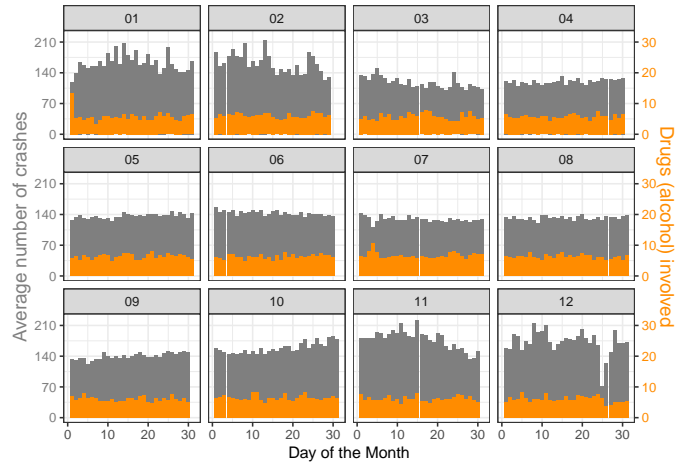 01 02 03 04
210 30
140 20
70 10
0 0
05 06 07 08
210 30
140 20
70 10
0 0
09 10 11 12
210 30
140 20
70 10
0 0
0 10 20 30 0 10 20 30 0 10 20 30 0 10 20 30
Day of the Month
Average number of crashes
Drugs (alcohol) involved